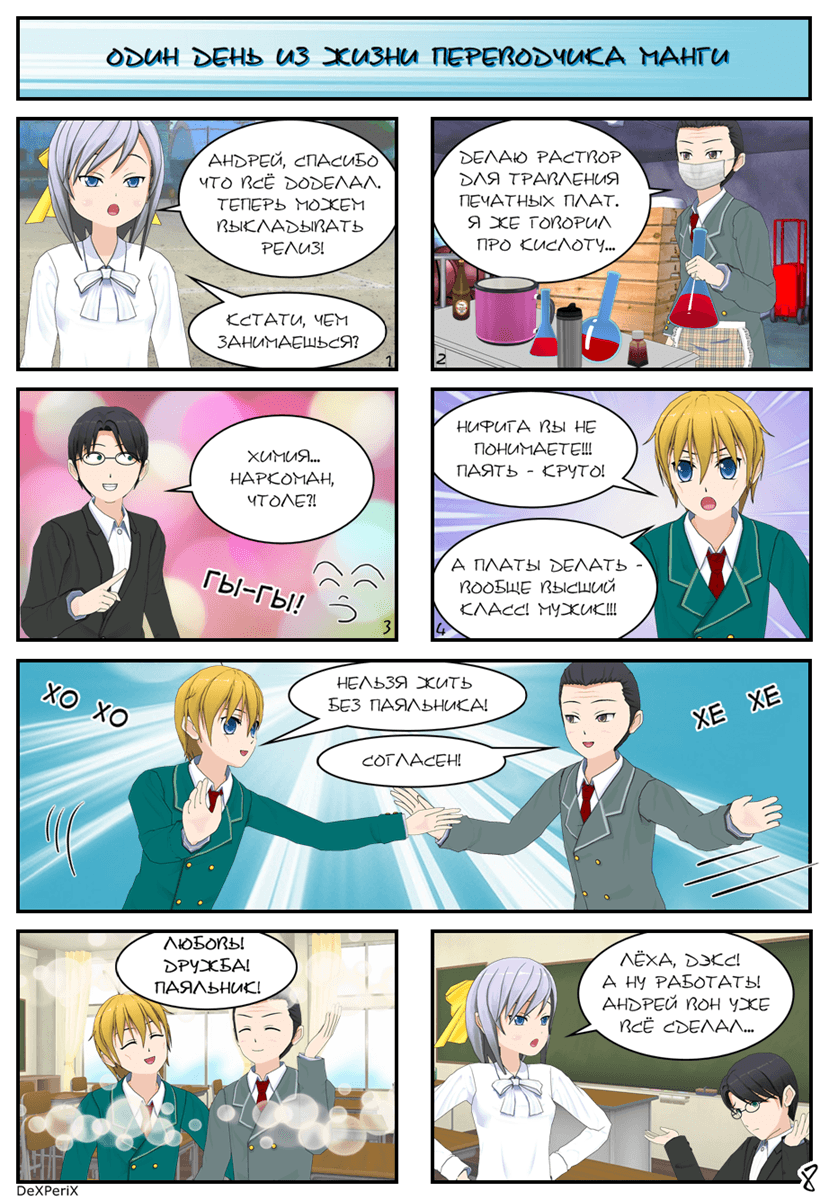 ОДИН ДЕНЬ ИЗ ЖИЗНИ ПЕРЕВОДЧИКА МАНГИ
АНДРЕЙ, СПАСИБО
ЧТО ВСЁ ДОДЕЛАЛ.
ТЕПЕРЬ МОЖЕМ
ВЫКЛАДЫВАТЬ
РЕЛИЗ!
КСТАТИ, ЧЕМ
ЗАНИМАЕШЬСЯ?
1
ДЕЛАЮ РАСТВОР
ДЛЯ ТРАВЛЕНИЯ
ПЕЧАТНЫХ ПЛАТ.
Я ЖЕ ГОВОРИЛ
ПРО КИСЛОТУ...
2
ХИМИЯ...
НАРКОМАН,
ЧТОЛЕ?!
ГЫ-ГЫ!
3
НИФИГА ВЫ НЕ
ПОНИМАЕТЕ!!!
ПАЯТЬ - КРУТО!
А ПЛАТЫ ДЕЛАТЬ -
ВООБЩЕ ВЫСШИЙ
КЛАСС! МУЖИК!!!
4
ХО ХО
НЕЛЬЗЯ ЖИТЬ
БЕЗ ПАЯЛЬНИКА!
СОГЛАСЕН!
ХЕ ХЕ
ЛЮБОВЬ!
ДРУЖБА!
ПАЯЛЬНИК!
ЛЁХА, ДЭКС!
А НУ РАБОТАТЬ!
АНДРЕЙ ВОН УЖЕ
ВСЁ СДЕЛАЛ...
8
DeXPeriX